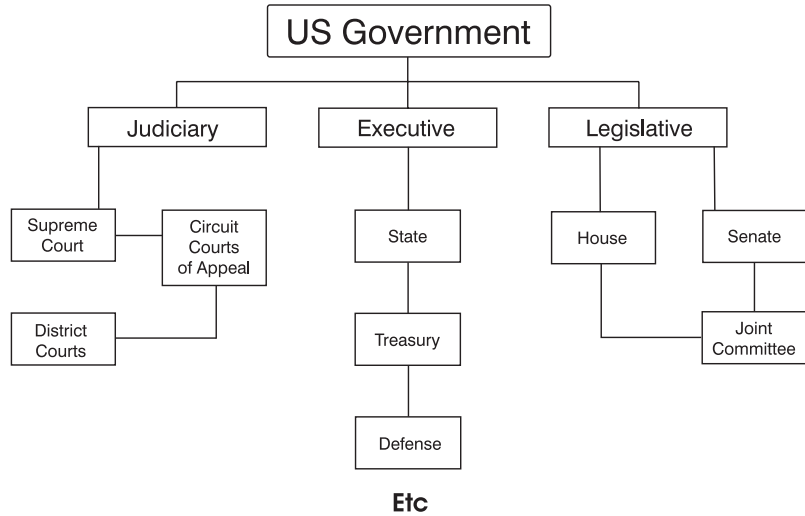 US Government
Judiciary
Executive
Legislative
Supreme
Court
Circuit
Courts
of Appeal
State
House
Senate
District
Courts
Treasury
Joint
Committee
Defense
Etc